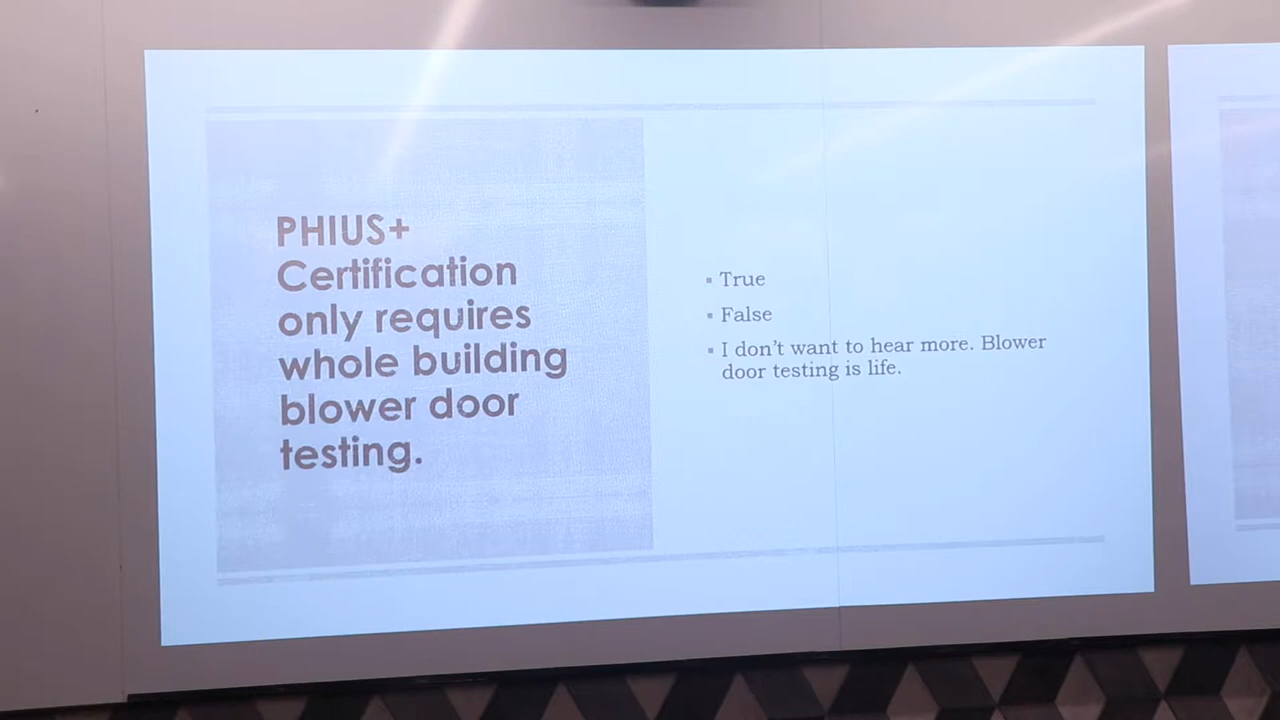 PHIUS+
Certification
only requires
whole building
blower door
testing.
▪ True
▪ False
▪ I don't want to hear more. Blower
door testing is life.